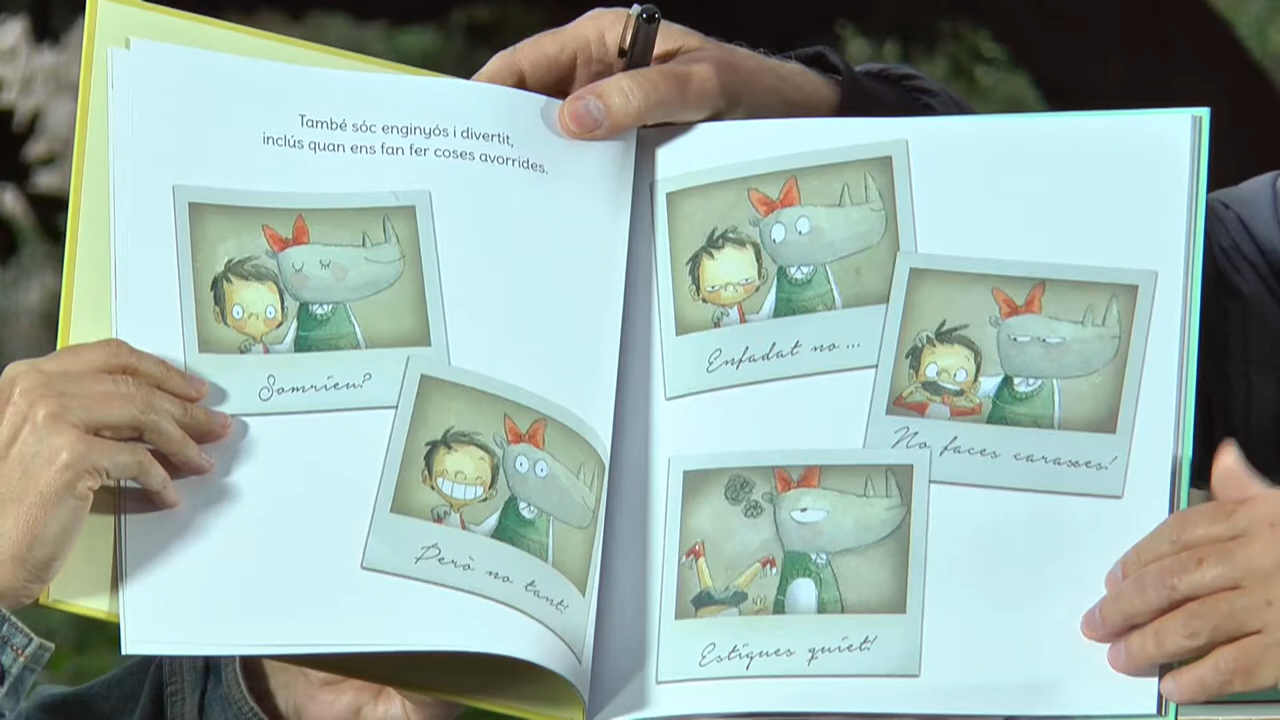 També sóc enginyós i divertit,
inclús quan ens fan fer coses avorrides.
Somrieu?
Però no tant!
Enfadat no ...
No faces carasses!
Estigues quiet!